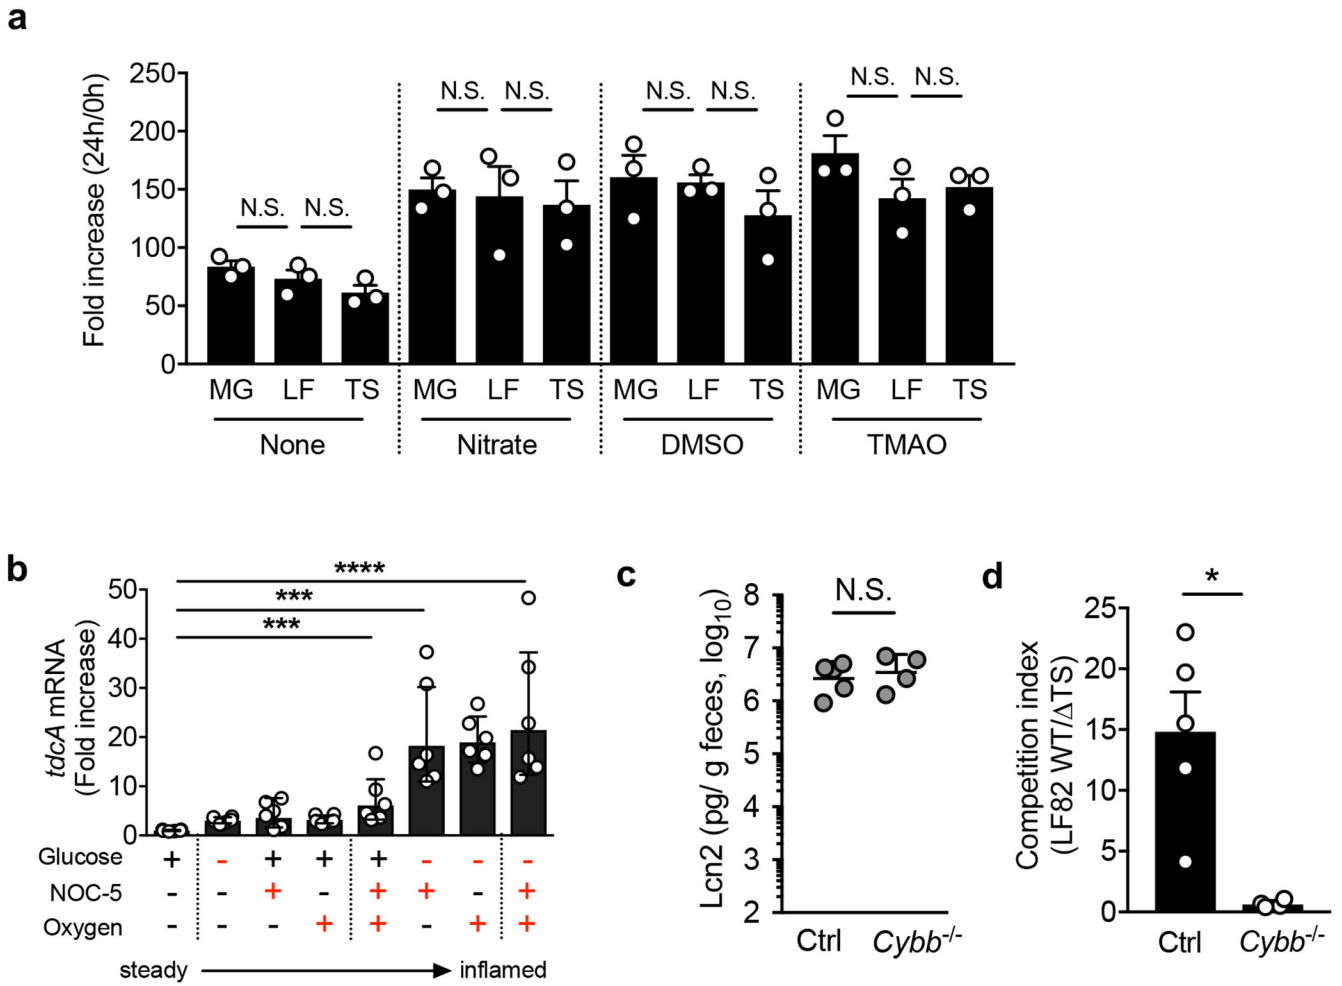 a
Fold increase (24h/0h)
250
200
150
100
50
0
N.S. N.S.
N.S. N.S.
N.S. N.S.
N.S. N.S.
MG LF TS MG LF TS MG LF TS MG LF TS
None Nitrate DMSO TMAO
b
tdcA mRNA
(Fold increase)
50
40
30
20
10
0
****
***
***
Glucose + - + + + - - -
NOC-5 - - + - + + - +
Oxygen - - - + + - + +
steady inflamed
c
Lcn2 (pg/ g feces, log10)
8
7
6
5
4
3
2
N.S.
Ctrl Cybb-/-
d
Competition index
(LF82 WT/ΔTS)
25
20
15
10
5
0
*
Ctrl Cybb-/-